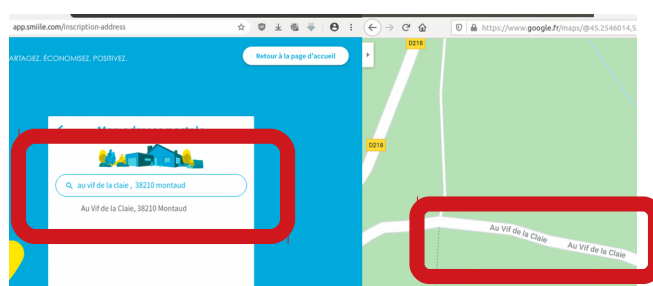 app.smiile.com/inscription-address
https://www.google.fr/maps/@45.2546014,5.
ARTAGEZ, ÉCONOMISEZ, POSITIVEZ.
Retour à la page d'accueil
D218
D218
au vif de la claie , 38210 montaud
Au Vif de la Claie, 38210 Montaud
Au Vif de la Claie
Au Vif de la Claie